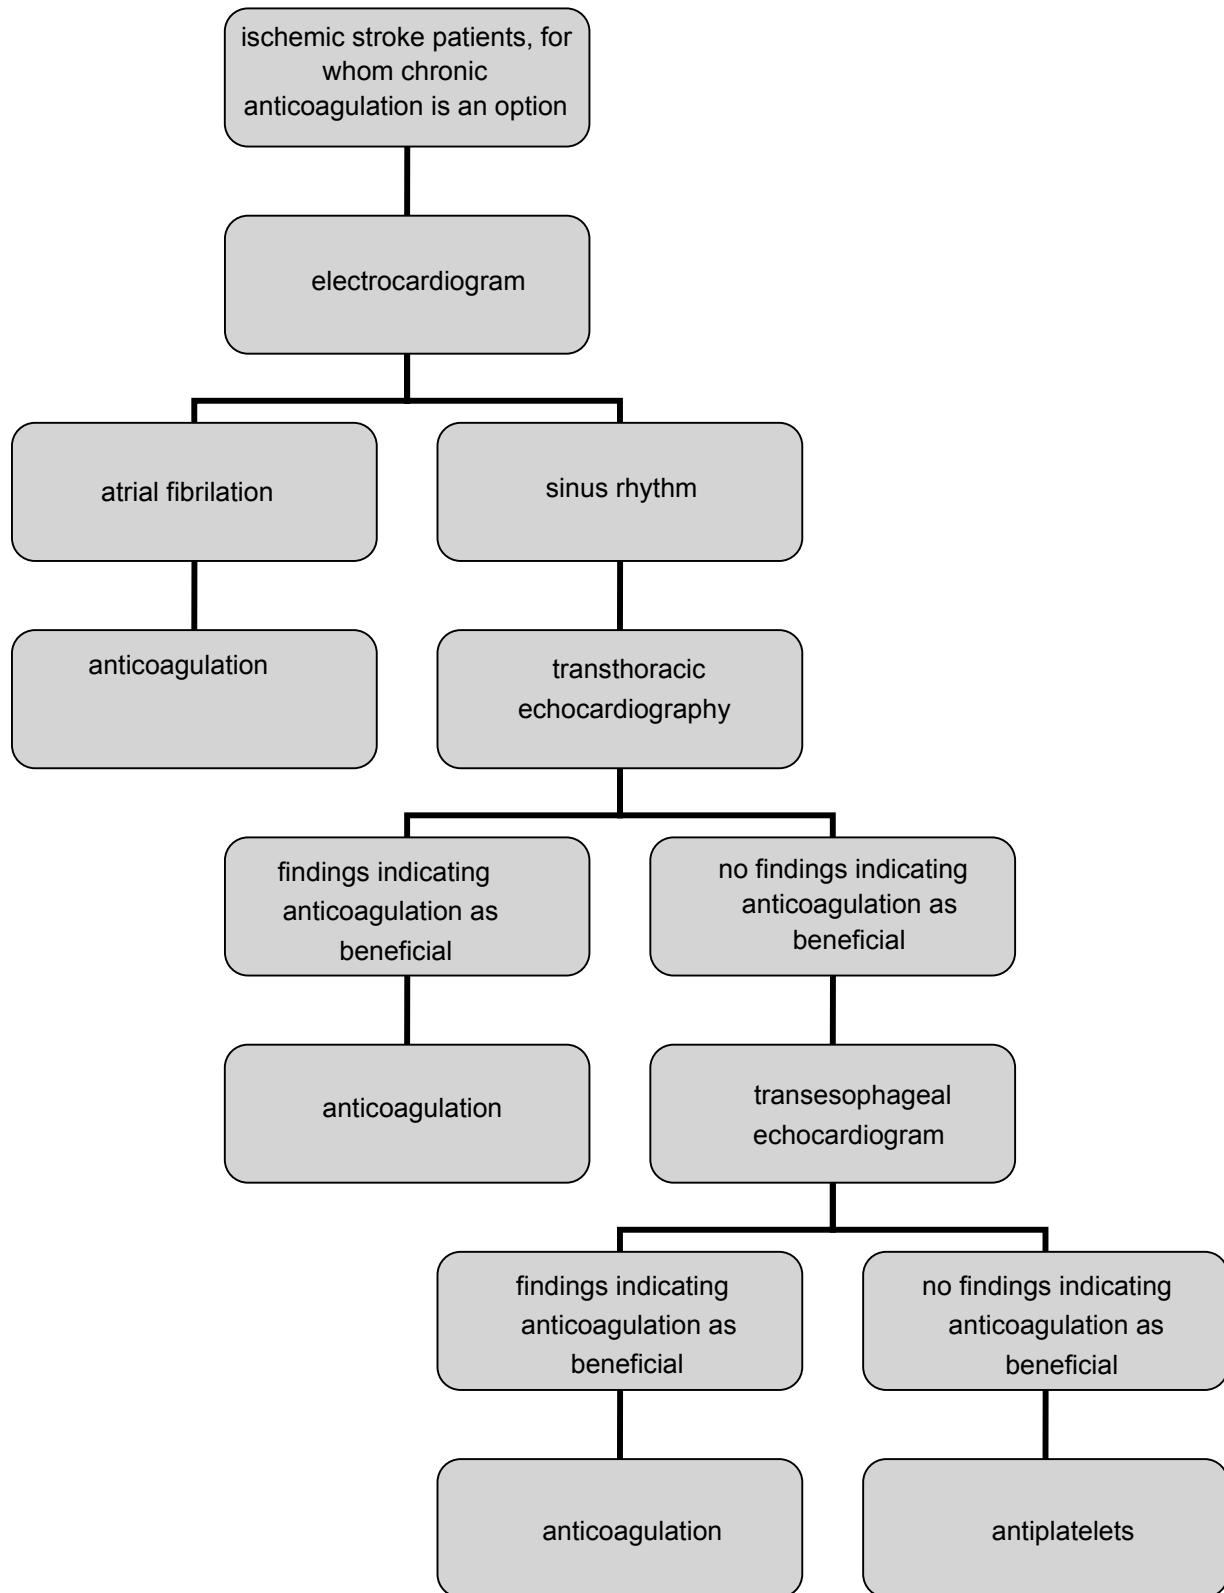 ischemic stroke patients, for
whom chronic
anticoagulation is an option
electrocardiogram
atrial fibrilation
sinus rhythm
anticoagulation
transthoracic
echocardiography
findings indicating
anticoagulation as
beneficial
no findings indicating
anticoagulation as
beneficial
anticoagulation
transesophageal
echocardiogram
findings indicating
anticoagulation as
beneficial
no findings indicating
anticoagulation as
beneficial
anticoagulation
antiplatelets